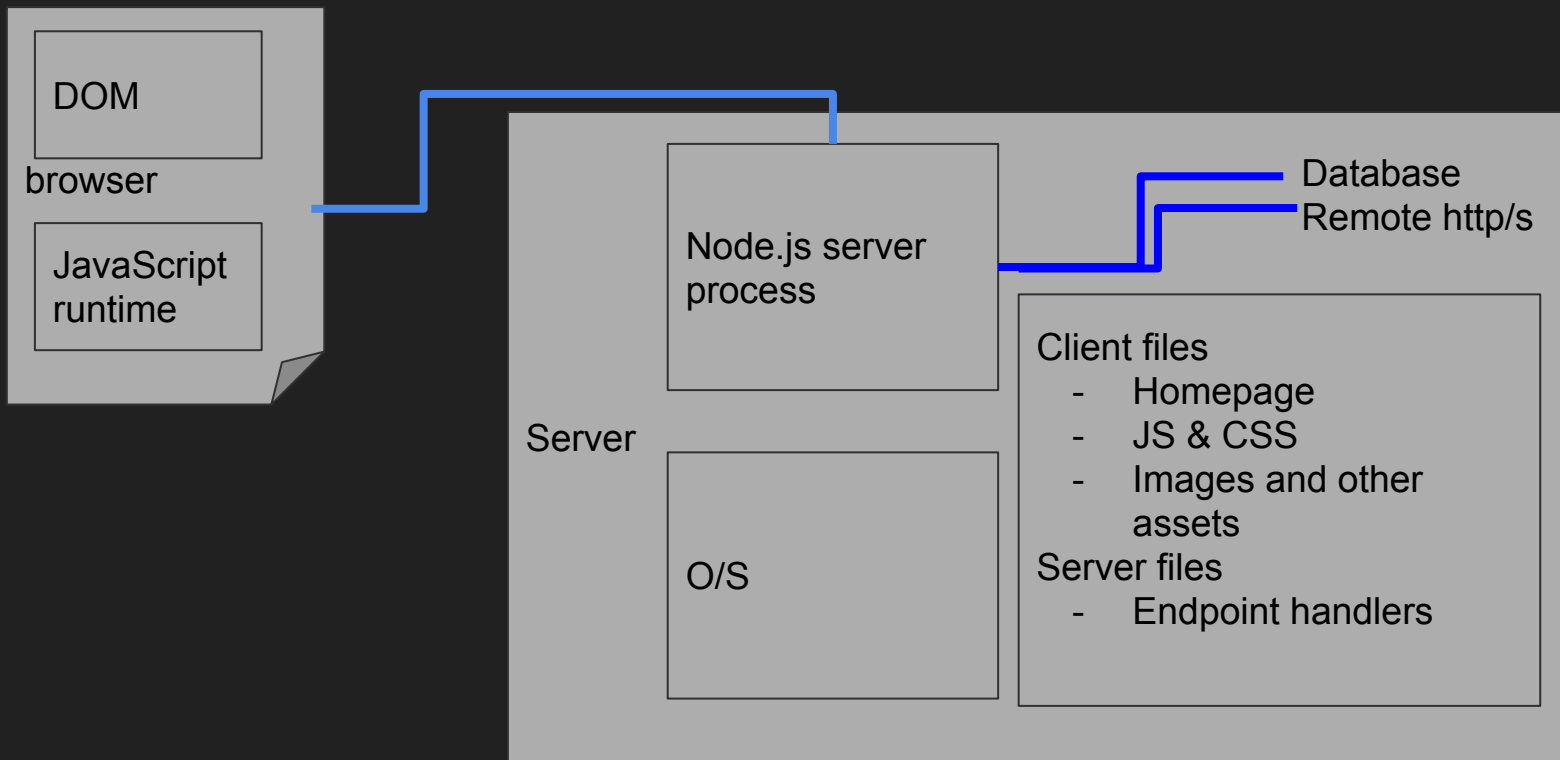 DOM
browser
JavaScript
runtime
Server
Node.js server
process
O/S
Database
Remote http/s
Client files
- Homepage
- JS & CSS
- Images and other
assets
Server files
- Endpoint handlers